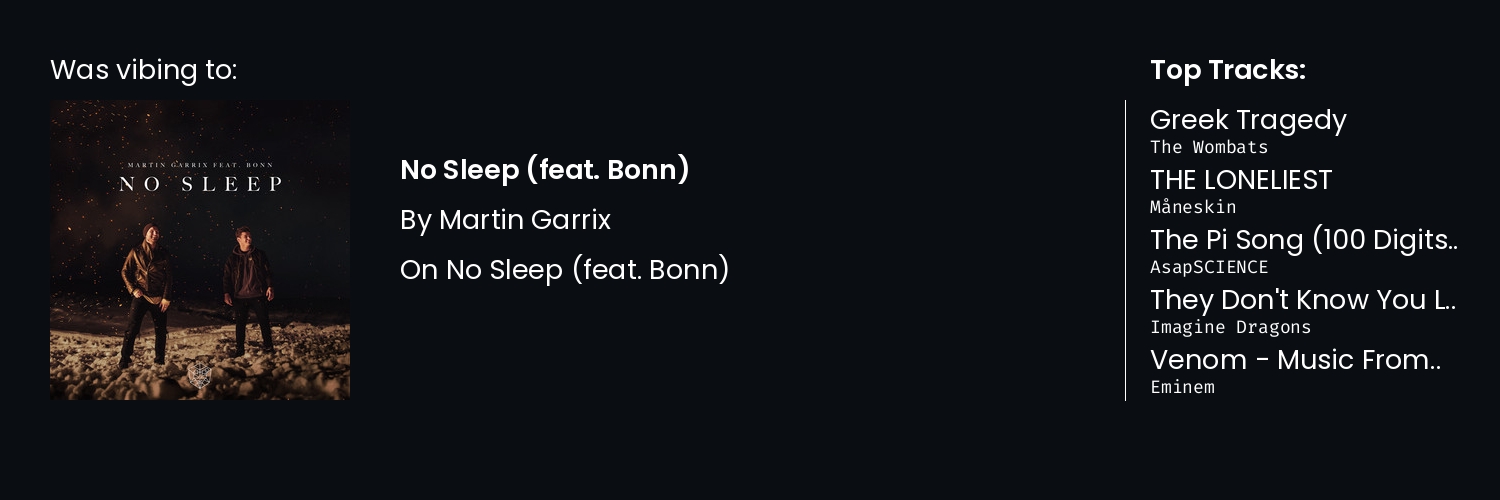 Was vibing to:
MARTIN GARRIX FEAT. BONN
NO SLEEP
No Sleep (feat. Bonn)
By Martin Garrix
On No Sleep (feat. Bonn)
Top Tracks:
Greek Tragedy
The Wombats
THE LONELIEST
Måneskin
The Pi Song (100 Digits..
AsapSCIENCE
They Don't Know You L..
Imagine Dragons
Venom - Music From..
Eminem